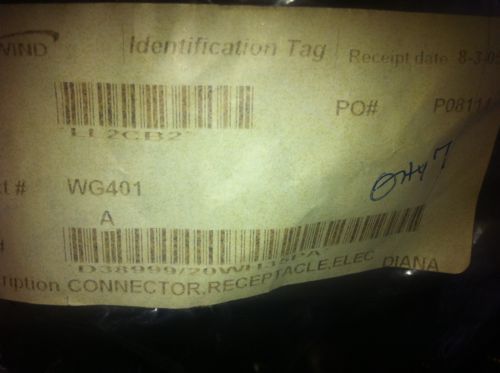 WIND
Identification Tag
Receipt date 8-3-0
PO# P0811
LL2CB2
t # WG401
Only 7
A
#
D38999/20WH35PA
ription CONNECTOR,RECEPTACLE,ELEC DIANA